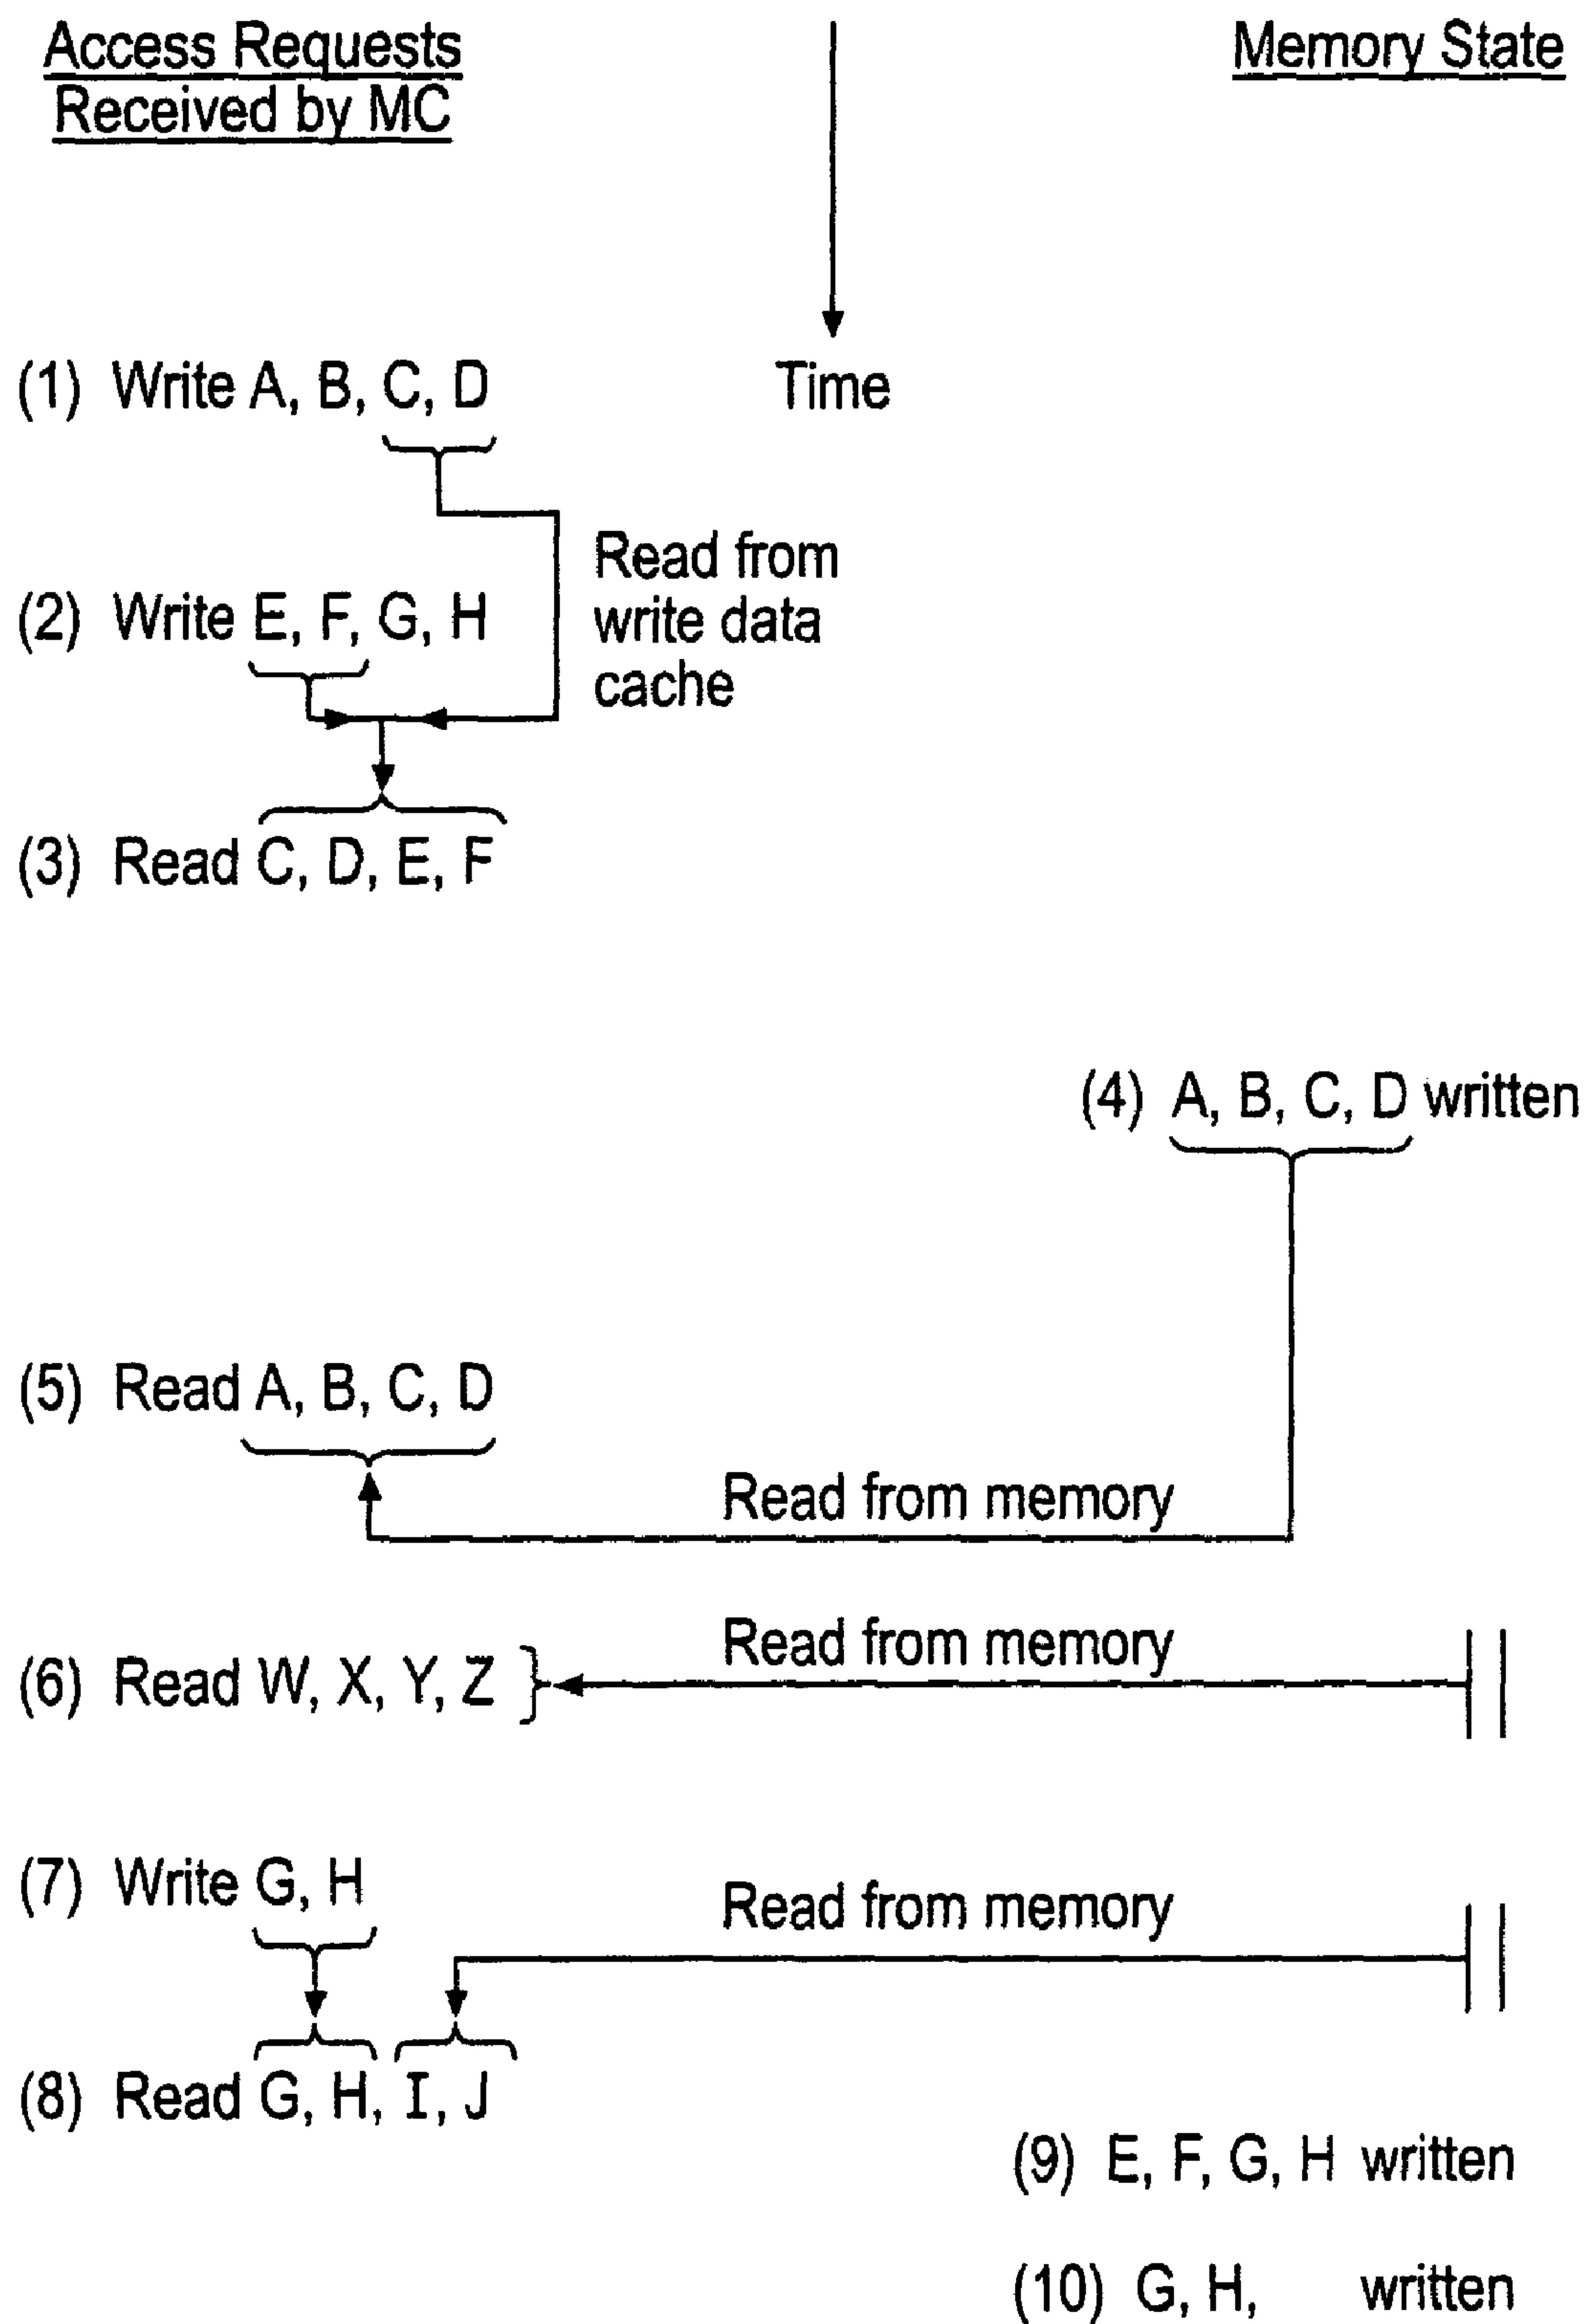 Access Requests
Received by MC
Memory State
Time
(1) Write A, B, C, D
Read from
write data
cache
(2) Write E, F, G, H
(3) Read C, D, E, F
(4) A, B, C, D written
(5) Read A, B, C, D
Read from memory
Read from memory
(6) Read W, X, Y, Z
(7) Write G, H
Read from memory
(8) Read G, H, I, J
(9) E, F, G, H written
(10) G, H, written